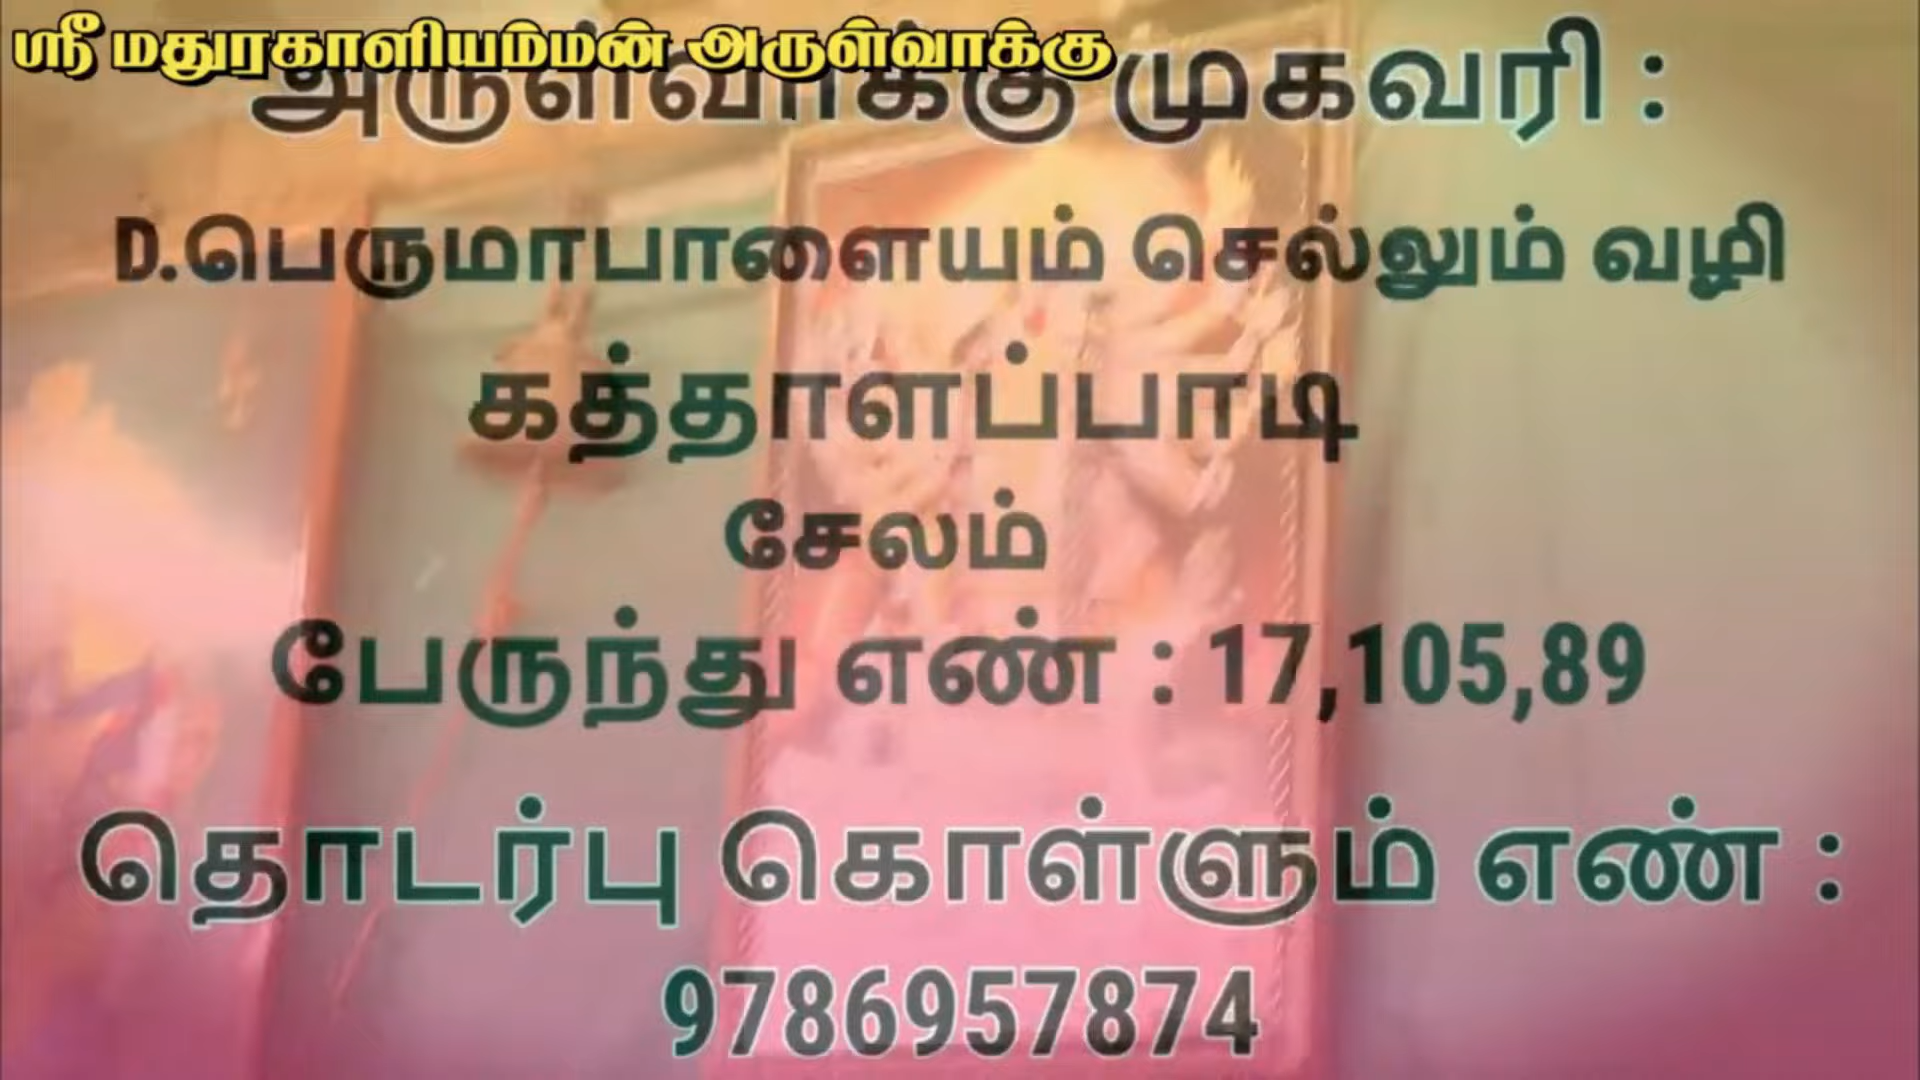 ஸ்ரீ மதுரகாளியம்மன் அருள்வாக்கு
அருள்வாக்கு முகவரி :
D.பெருமாபாளையம் செல்லும் வழி
கத்தாளப்பாடி
சேலம்
பேருந்து எண் : 17,105,89
தொடர்பு கொள்ளும் எண் :
9786957874